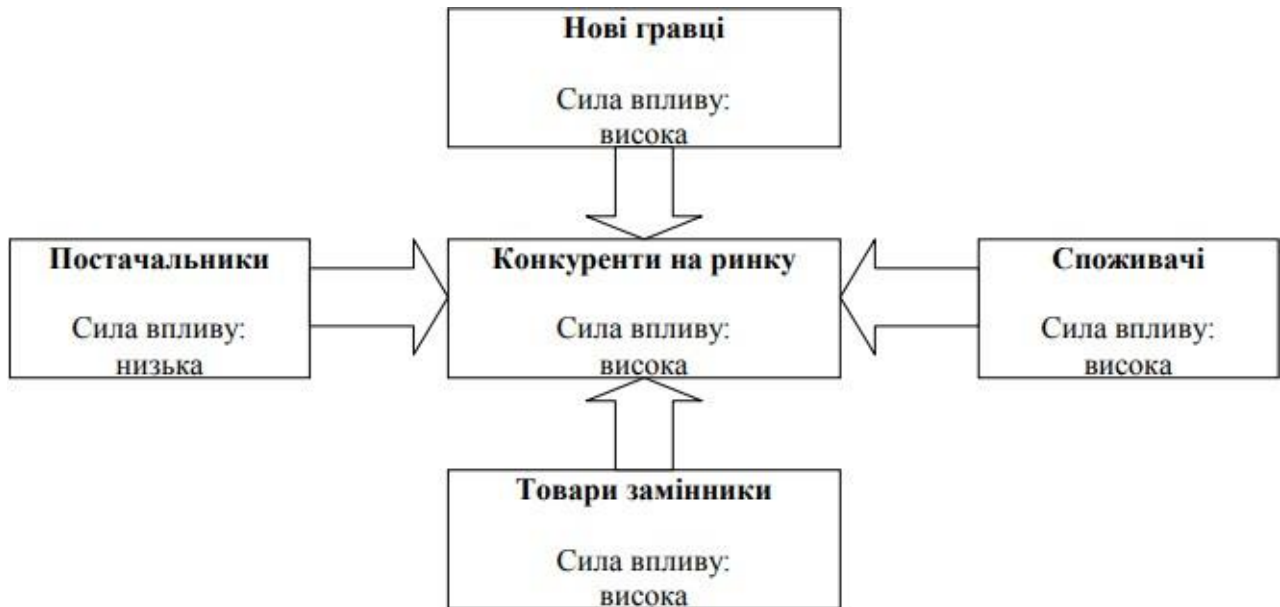 Нові гравці
Сила впливу:
висока
Постачальники
Сила впливу:
низька
Конкуренти на ринку
Сила впливу:
висока
Споживачі
Сила впливу:
висока
Товари замінники
Сила впливу:
висока